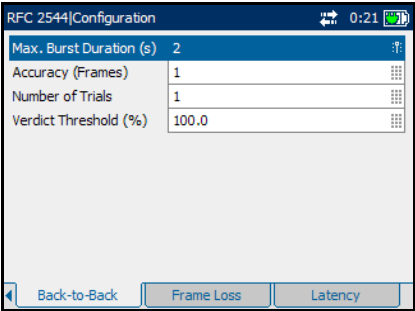 RFC 2544|Configuration 0:21
Max. Burst Duration (s) 2
Accuracy (Frames) 1
Number of Trials 1
Verdict Threshold (%) 100.0
Back-to-Back Frame Loss Latency